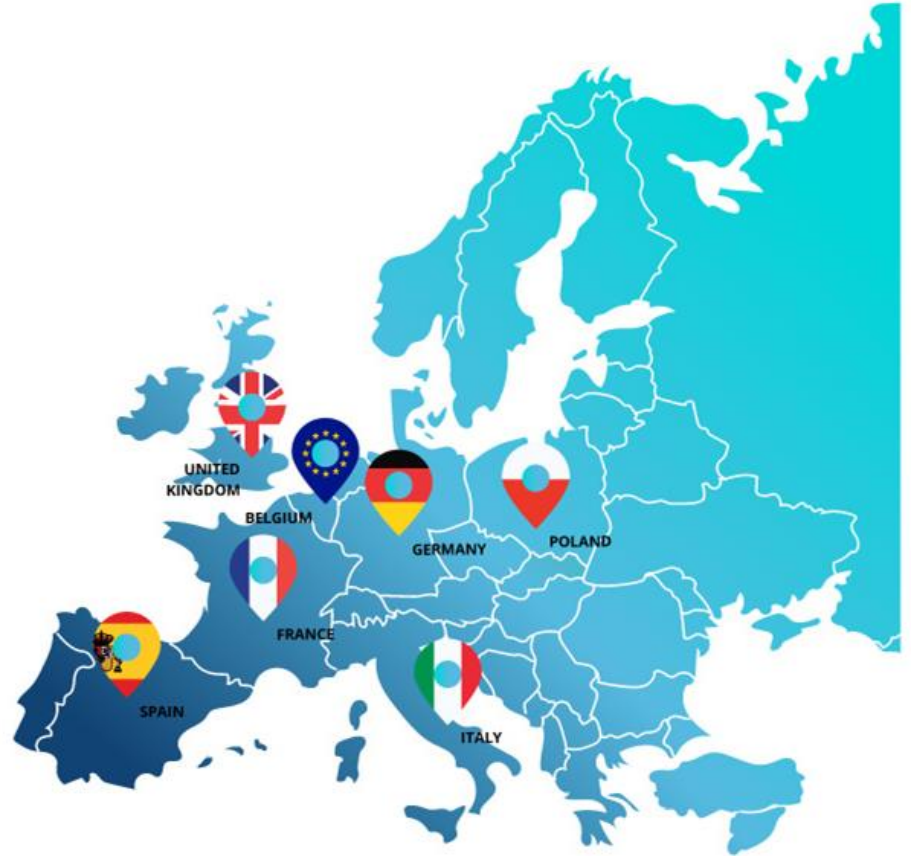 UNITED
KINGDOM
BELGIUM
GERMANY
POLAND
FRANCE
SPAIN
ITALY